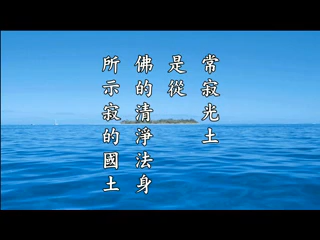 常寂光土
是從
佛的清淨法身
所示寂的國土